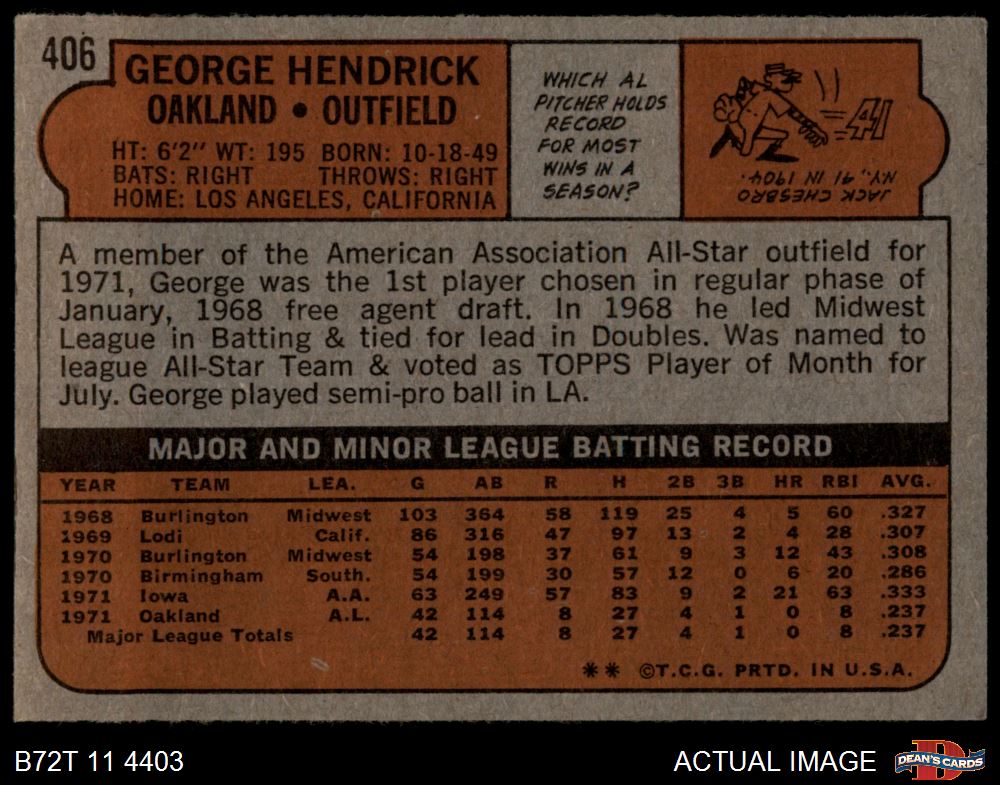 406
GEORGE HENDRICK
OAKLAND • OUTFIELD
HT: 6'2" WT: 195 BORN: 10-18-49
BATS: RIGHT THROWS: RIGHT
HOME: LOS ANGELES, CALIFORNIA
WHICH AL
PITCHER HOLDS
RECORD
FOR MOST
WINS IN A
SEASON?
41
JACK CHESBRO
NY., 41 IN 1904.
A member of the American Association All-Star outfield for
1971, George was the 1st player chosen in regular phase of
January, 1968 free agent draft. In 1968 he led Midwest
League in Batting & tied for lead in Doubles. Was named to
league All-Star Team & voted as TOPPS Player of Month for
July. George played semi-pro ball in LA.
MAJOR AND MINOR LEAGUE BATTING RECORD
YEAR TEAM LEA. G AB R H 2B 3B HR RBI AVG.
1968 Burlington Midwest 103 364 58 119 25 4 5 60 .327
1969 Lodi Calif. 86 316 47 97 13 2 4 28 .307
1970 Burlington Midwest 54 198 37 61 9 3 12 43 .308
1970 Birmingham South. 54 199 30 57 12 0 6 20 .286
1971 Iowa A.A. 63 249 57 83 9 2 21 63 .333
1971 Oakland A.L. 42 114 8 27 4 1 0 8 .237
Major League Totals 42 114 8 27 4 1 0 8 .237
** ©T.C.G. PRTD. IN U.S.A.
B72T 11 4403
ACTUAL IMAGE
D
DEAN'S CARDS